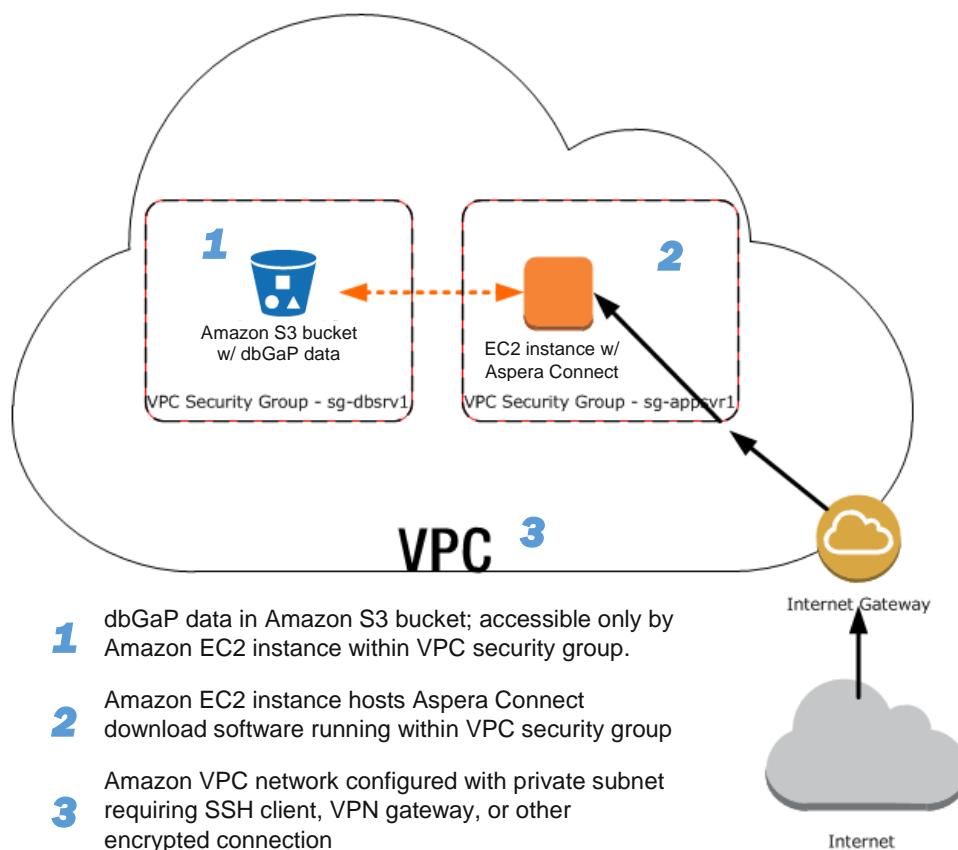 1
2
Amazon S3 bucket
w/ dbGaP data
EC2 instance w/
Aspera Connect
VPC Security Group - sg-dbsrv1
VPC Security Group - sg-appsvr1
VPC
3
Internet Gateway
1
dbGaP data in Amazon S3 bucket; accessible only by
Amazon EC2 instance within VPC security group.
2
Amazon EC2 instance hosts Aspera Connect
download software running within VPC security group
3
Amazon VPC network configured with private subnet
requiring SSH client, VPN gateway, or other
encrypted connection
Internet